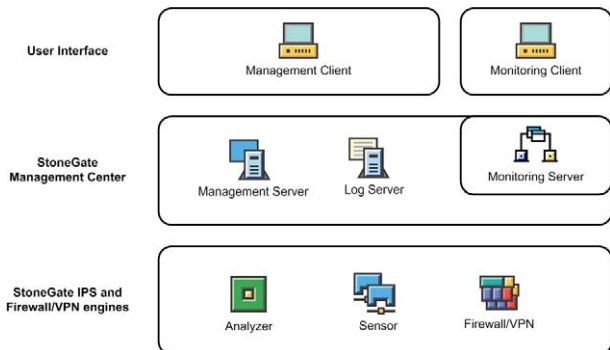 User Interface
Management Client
Monitoring Client
StoneGate
Management Center
Management Server
Log Server
Monitoring Server
StoneGate IPS and
Firewall/VPN engines
Analyzer
Sensor
Firewall/VPN